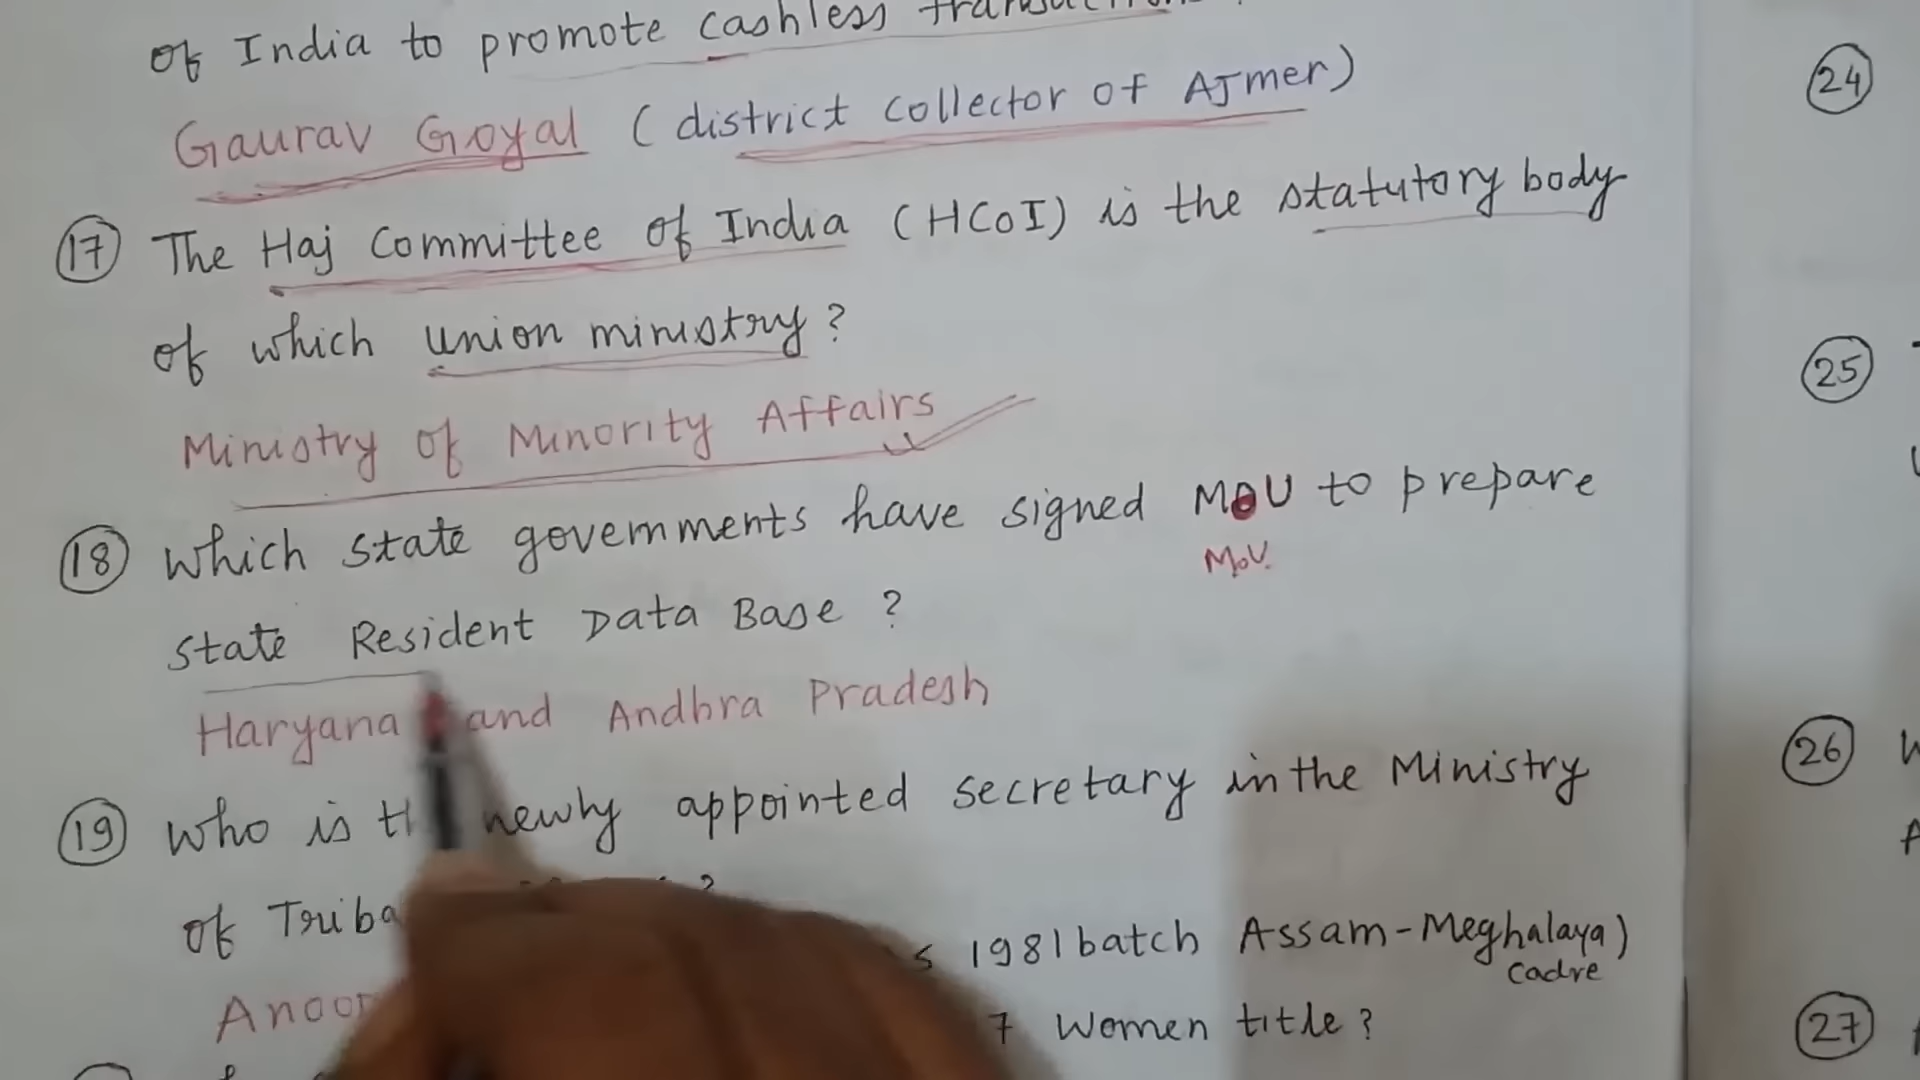 of India to promote cashless
Gaurav Goyal (district collector of AJmer)
17 The Haj Committee of India (HCoI) is the statutory body
of which union ministry?
Ministry of Minority Affairs
18 Which state governments have signed MOU to prepare
MoU.
State Resident Data Base ?
Haryana and Andhra Pradesh
19 Who is newly appointed secretary in the Ministry
of
1981 batch Assam-Meghalaya)
Cadre
7 Women title?
24
25
26
27